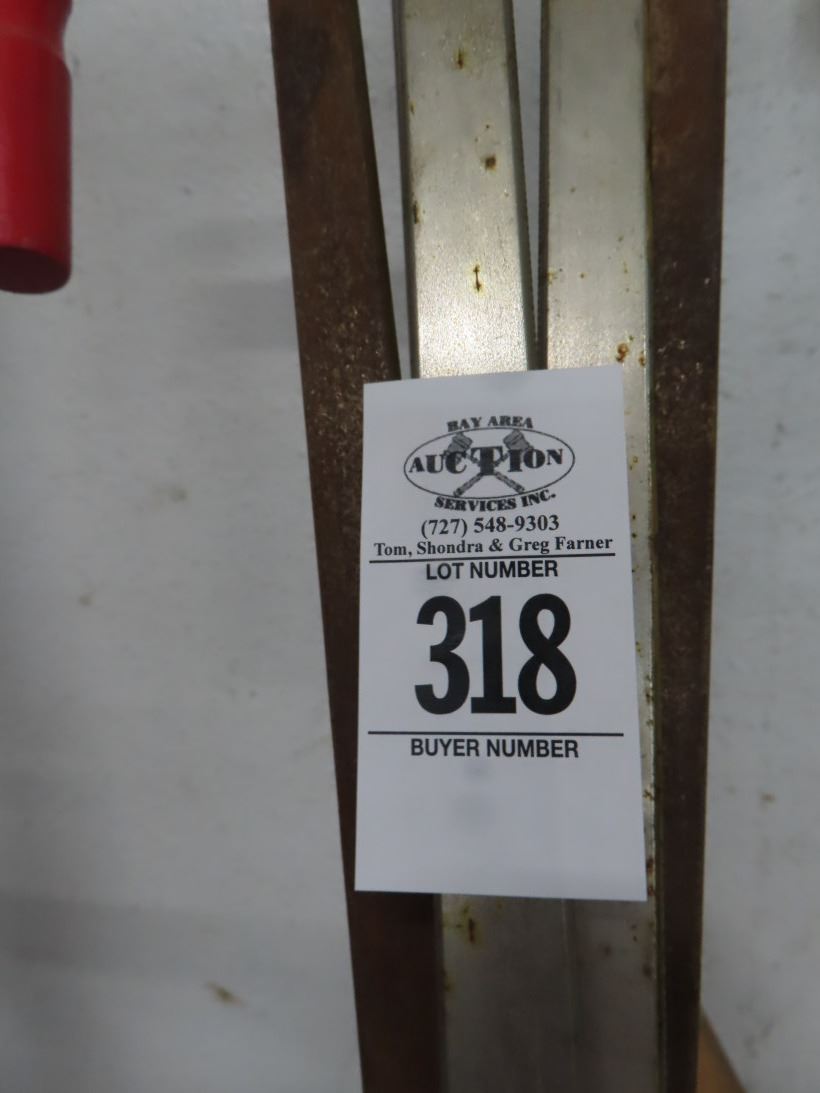 BAY AREA
AUCTION
SERVICES INC.
(727) 548-9303
Tom, Shondra & Greg Farner
LOT NUMBER
318
BUYER NUMBER